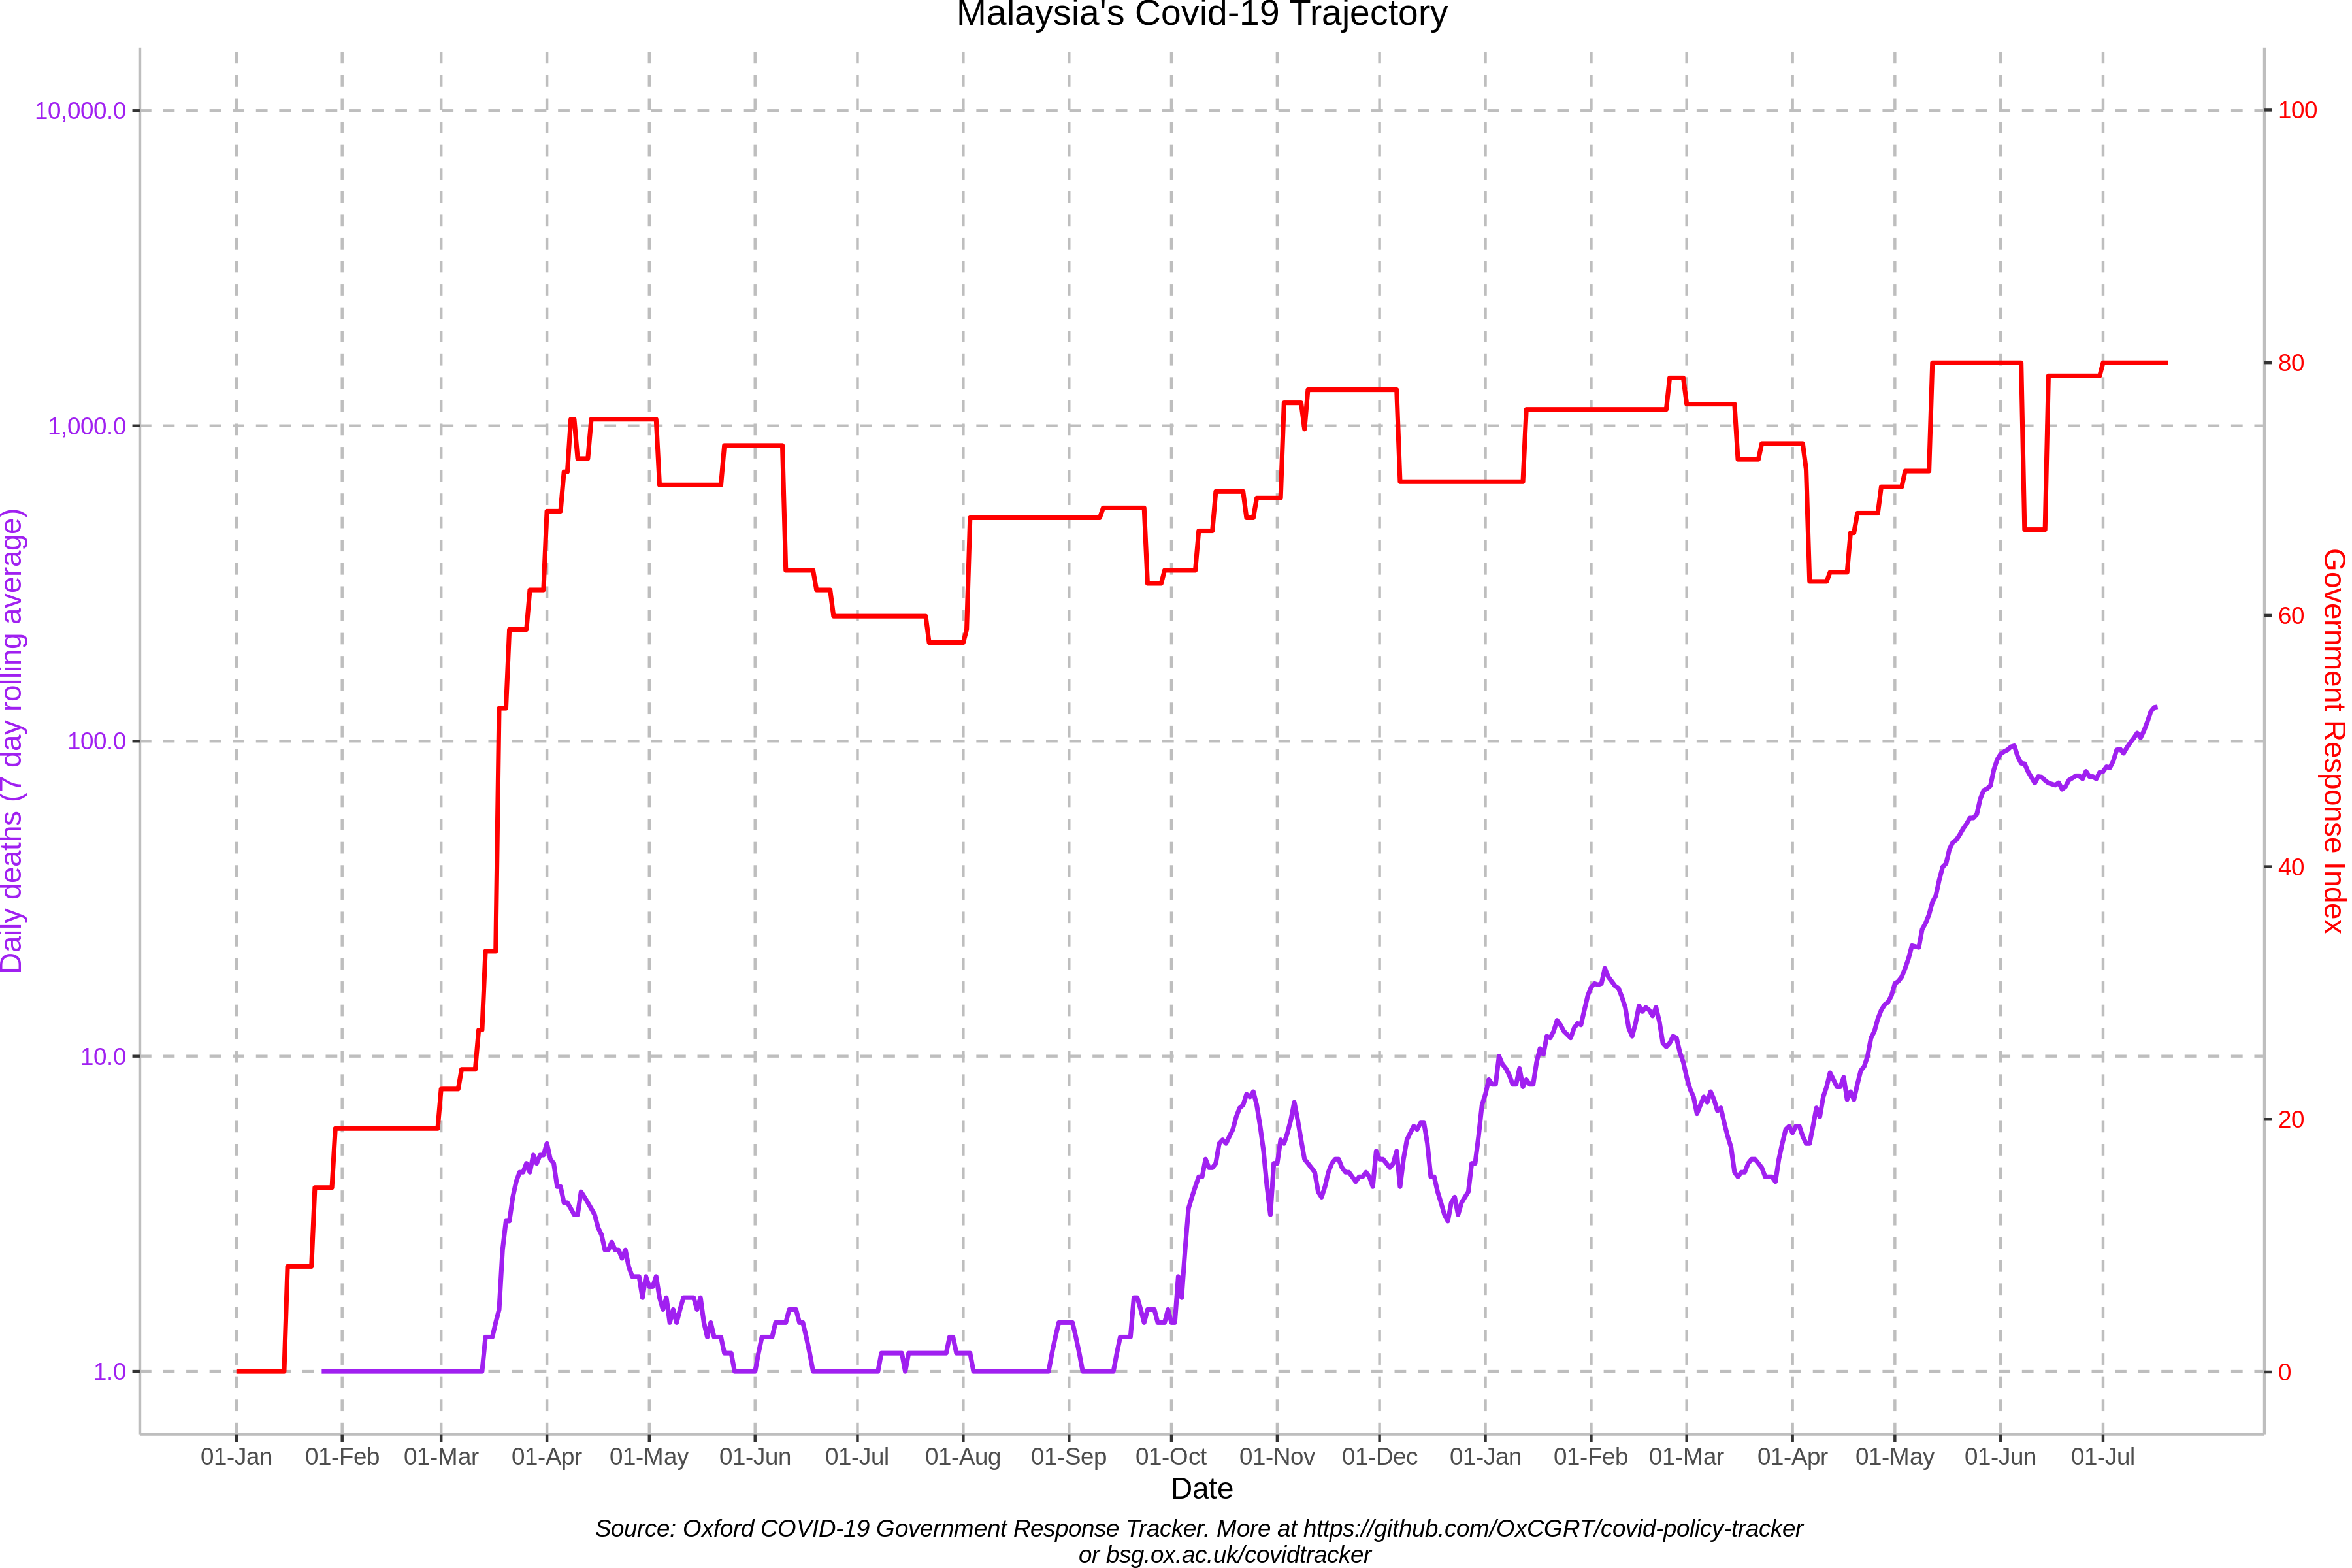 Malaysia's Covid-19 Trajectory
10,000.0
1,000.0
100.0
10.0
1.0
Daily deaths (7 day rolling average)
100
80
60
40
20
0
Government Response Index
01-Jan 01-Feb 01-Mar 01-Apr 01-May 01-Jun 01-Jul 01-Aug 01-Sep 01-Oct 01-Nov 01-Dec 01-Jan 01-Feb 01-Mar 01-Apr 01-May 01-Jun 01-Jul
Date
Source: Oxford COVID-19 Government Response Tracker. More at https://github.com/OxCGRT/covid-policy-tracker
or bsg.ox.ac.uk/covidtracker